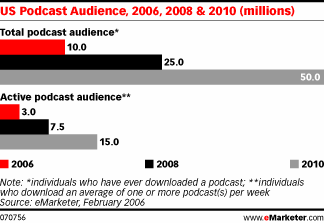 US Podcast Audience, 2006, 2008 & 2010 (millions)
Total podcast audience*
10.0
25.0
50.0
Active podcast audience**
3.0
7.5
15.0
2006 2008 2010
Note: *individuals who have ever downloaded a podcast; **individuals
who download an average of one or more podcast(s) per week
Source: eMarketer, February 2006
070756 www.eMarketer.com